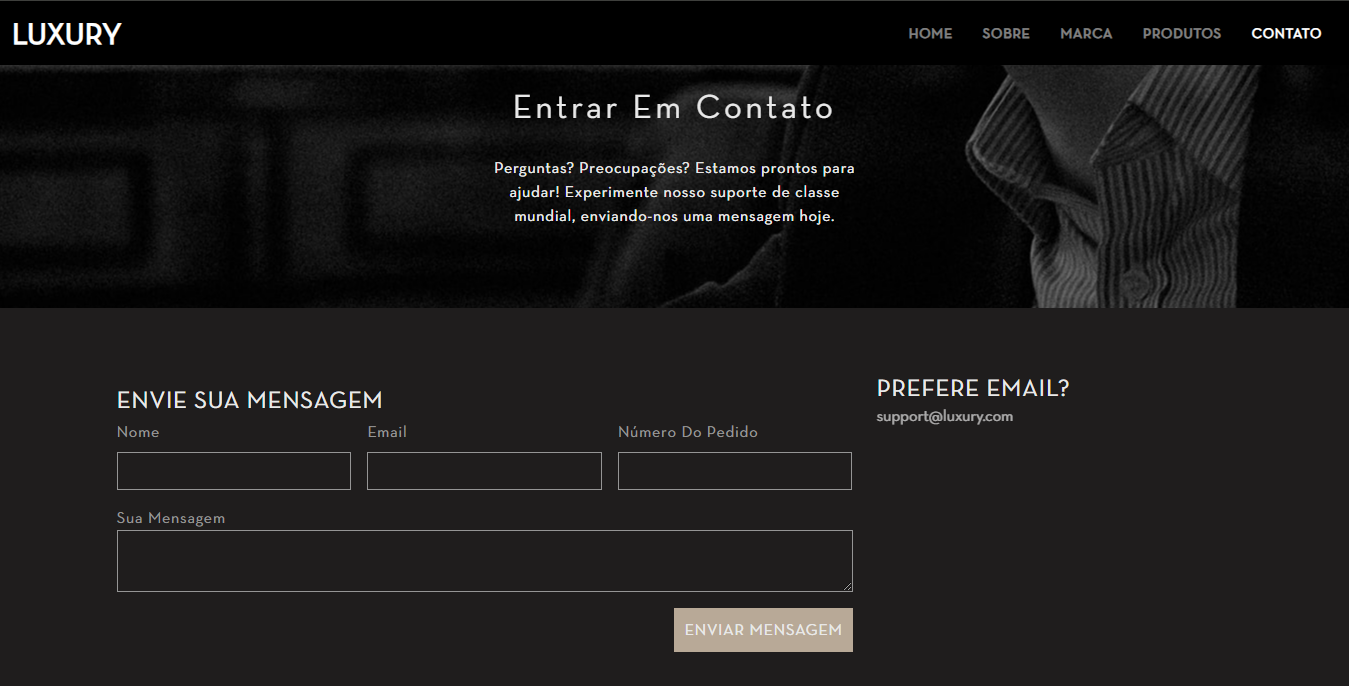 LUXURY
HOME SOBRE MARCA PRODUTOS CONTATO
Entrar Em Contato
Perguntas? Preocupações? Estamos prontos para
ajudar! Experimente nosso suporte de classe
mundial, enviando-nos uma mensagem hoje.
ENVIE SUA MENSAGEM
Nome Email Número Do Pedido
Sua Mensagem
ENVIAR MENSAGEM
PREFERE EMAIL?
support@luxury.com